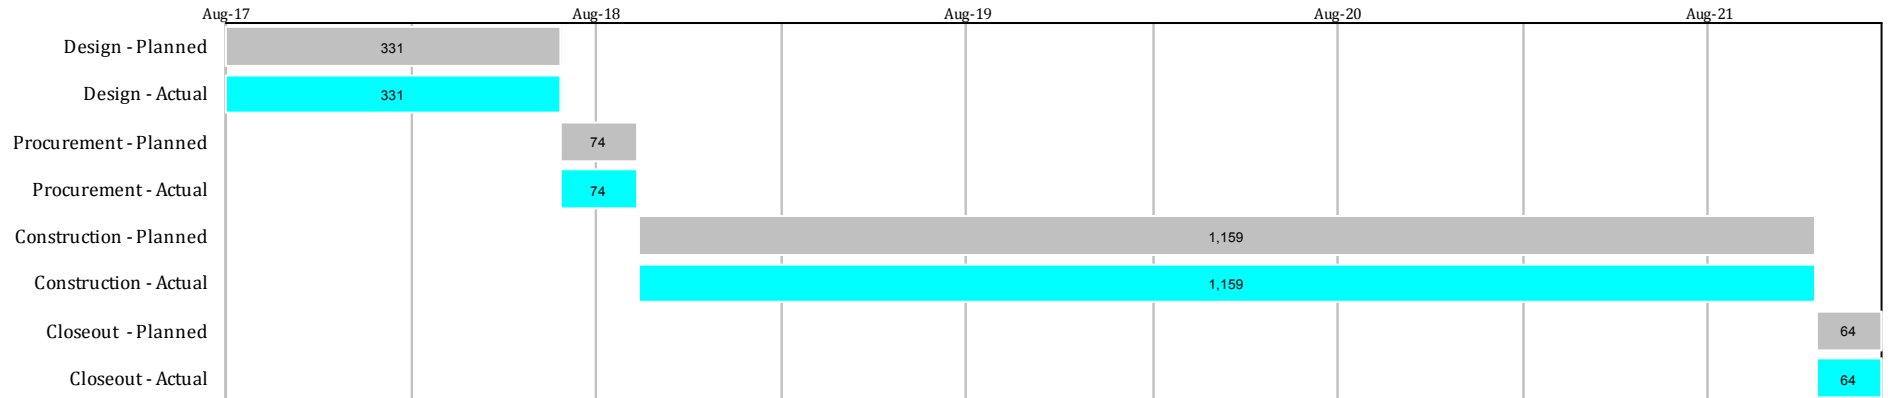 Aug-17 Aug-18 Aug-19 Aug-20 Aug-21
Design - Planned 331
Design - Actual 331
Procurement - Planned 74
Procurement - Actual 74
Construction - Planned 1,159
Construction - Actual 1,159
Closeout - Planned 64
Closeout - Actual 64